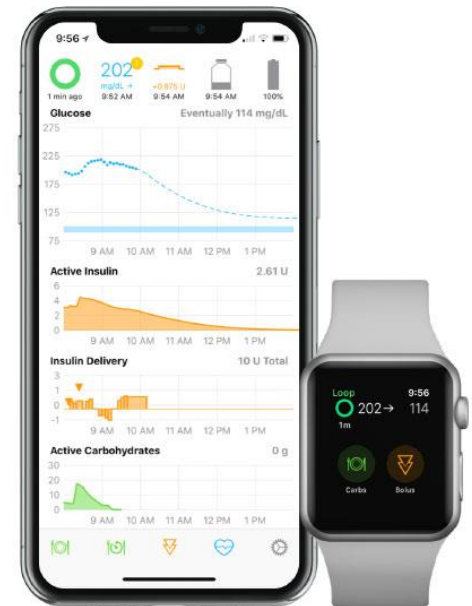 9:56
202
mg/dL →
+0.975 U
1 min ago
9:52 AM
9:54 AM
9:54 AM
100%
Glucose
Eventually 114 mg/dL
275
225
175
125
75
9 AM 10 AM 11 AM 12 PM 1 PM
Active Insulin
2.61 U
6
4
2
0
9 AM 10 AM 11 AM 12 PM 1 PM
Insulin Delivery
10 U Total
3
1
0
-1
9 AM 10 AM 11 AM 12 PM 1 PM
Active Carbohydrates
0 g
30
20
10
0
9 AM 10 AM 11 AM 12 PM 1 PM
Loop
9:56
202→ 114
1m
Carbs
Bolus